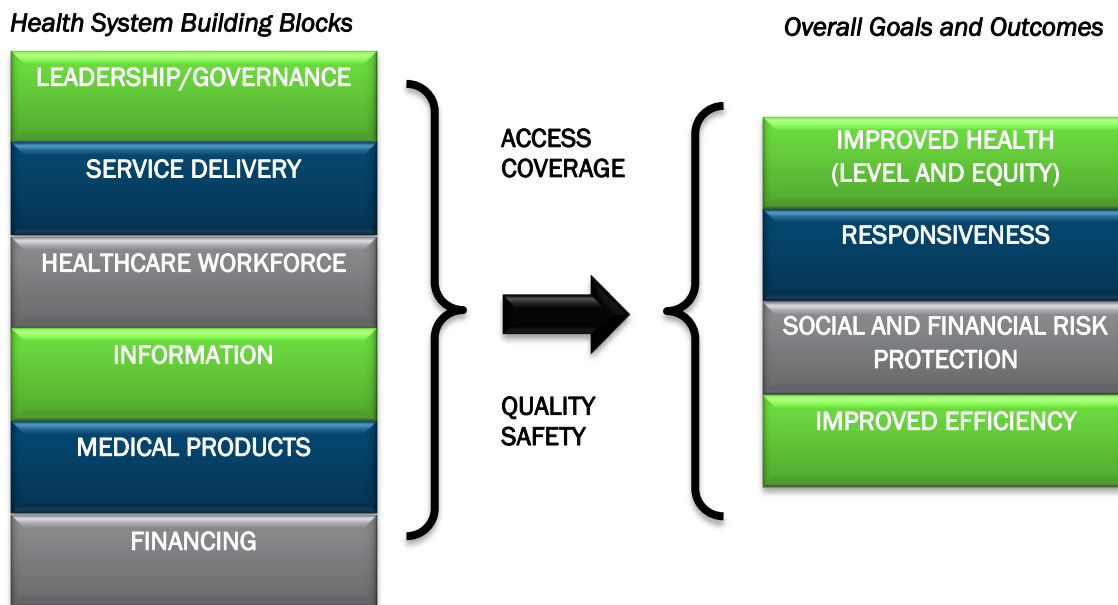 Health System Building Blocks
LEADERSHIP/GOVERNANCE
SERVICE DELIVERY
HEALTHCARE WORKFORCE
INFORMATION
MEDICAL PRODUCTS
FINANCING
ACCESS
COVERAGE
QUALITY
SAFETY
Overall Goals and Outcomes
IMPROVED HEALTH
(LEVEL AND EQUITY)
RESPONSIVENESS
SOCIAL AND FINANCIAL RISK
PROTECTION
IMPROVED EFFICIENCY